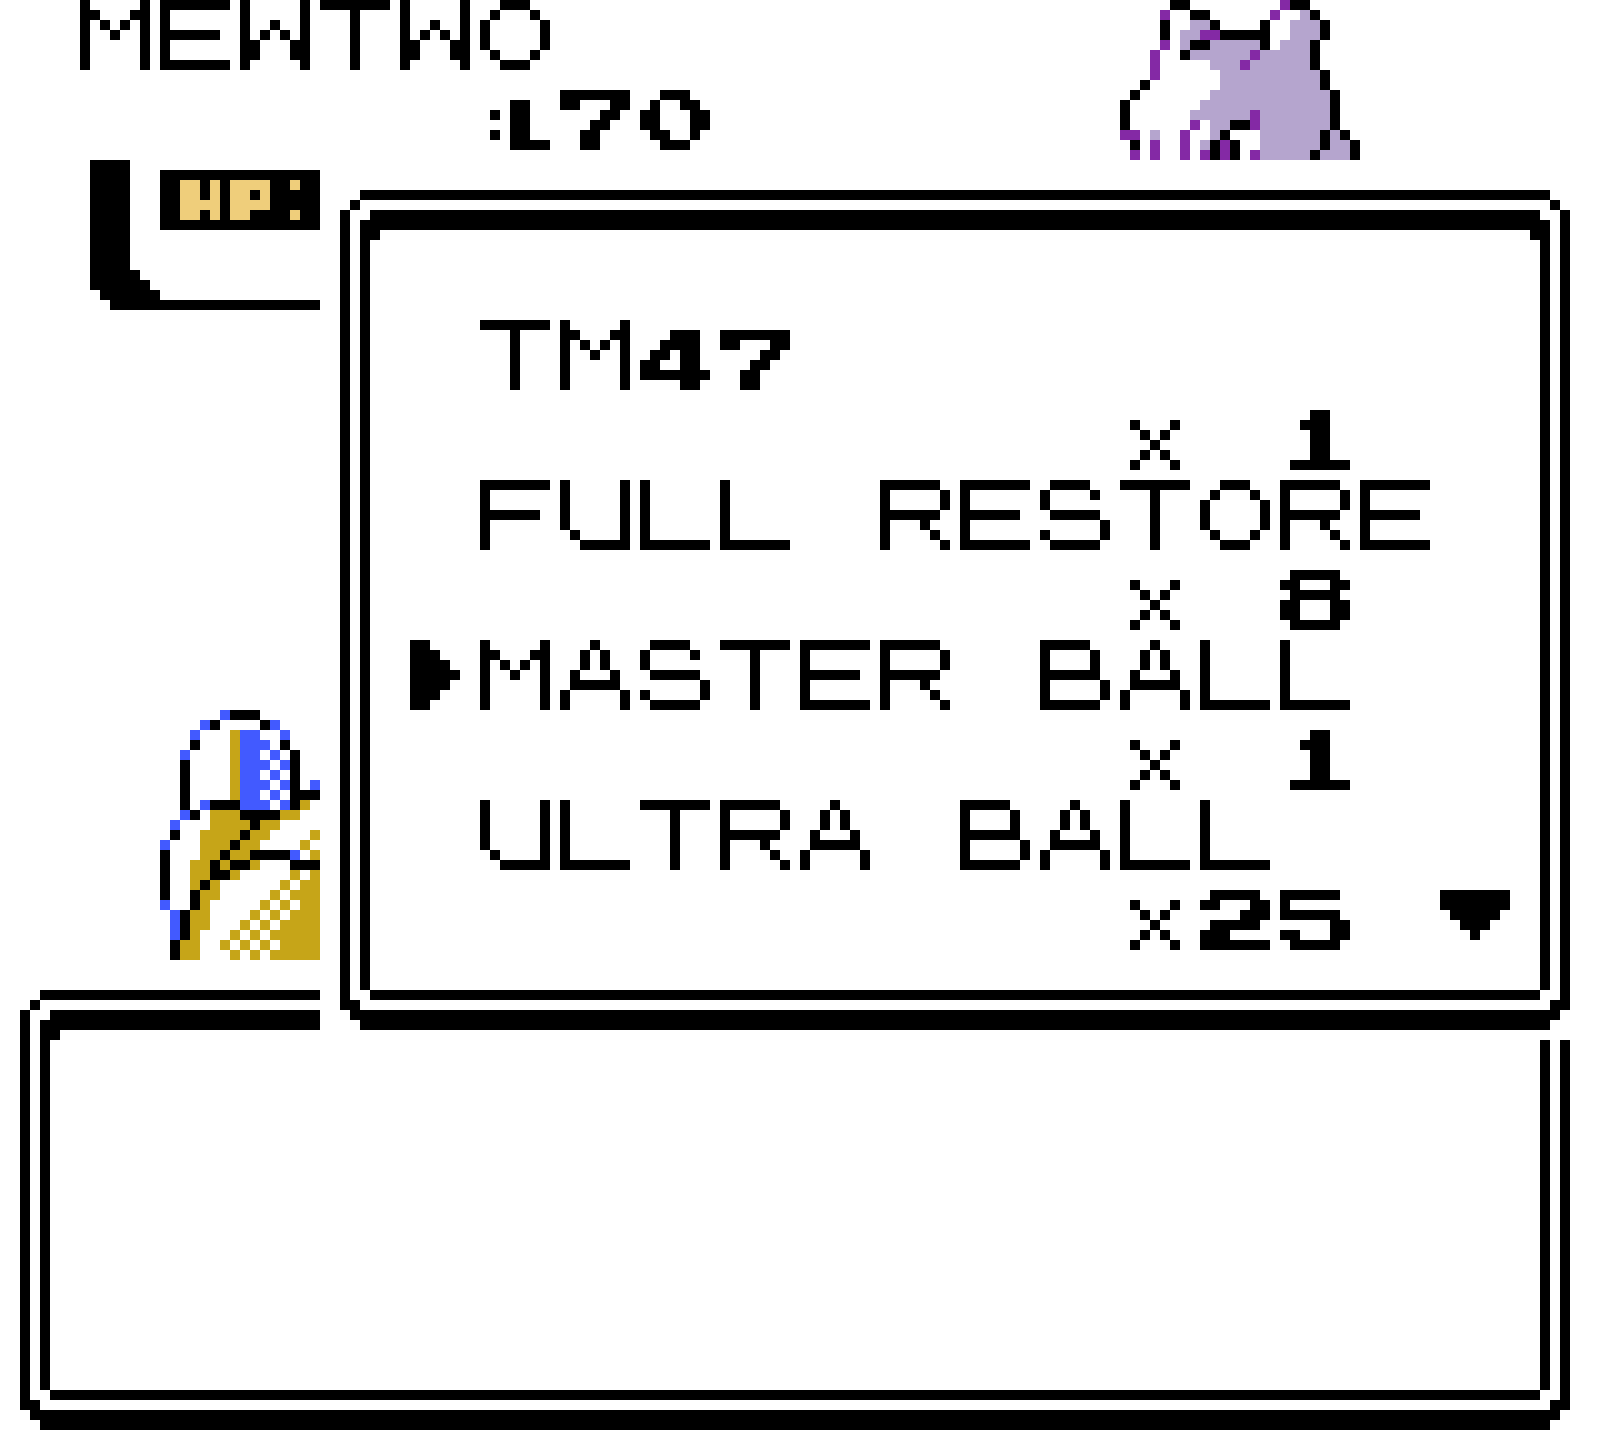 MEWTWO
:L70
HP:
TM47
× 1
FULL RESTORE
× 8
▶MASTER BALL
× 1
ULTRA BALL
×25 ▼